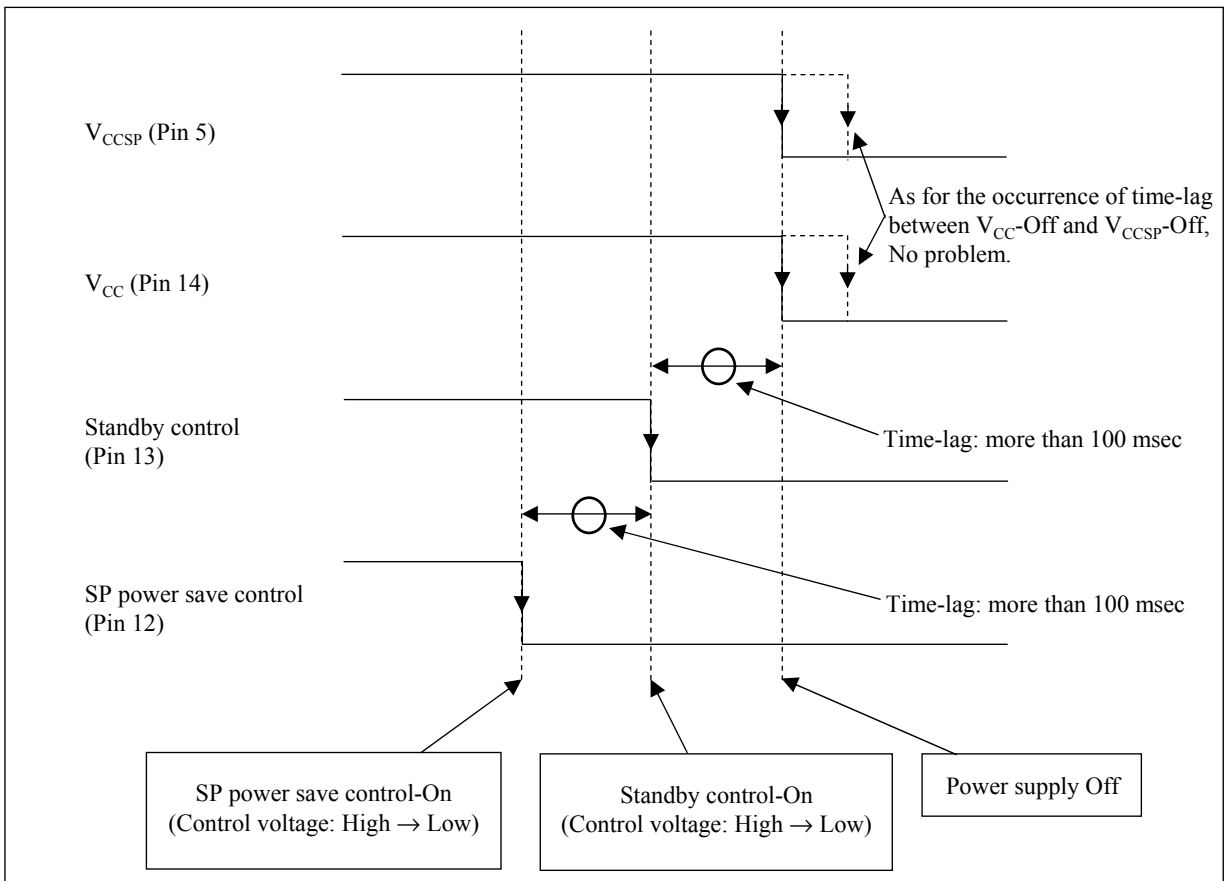 V_CCSP (Pin 5)
As for the occurrence of time-lag
between V_CC-Off and V_CCSP-Off,
No problem.
V_CC (Pin 14)
Standby control
(Pin 13)
Time-lag: more than 100 msec
SP power save control
(Pin 12)
Time-lag: more than 100 msec
SP power save control-On
(Control voltage: High → Low)
Standby control-On
(Control voltage: High → Low)
Power supply Off